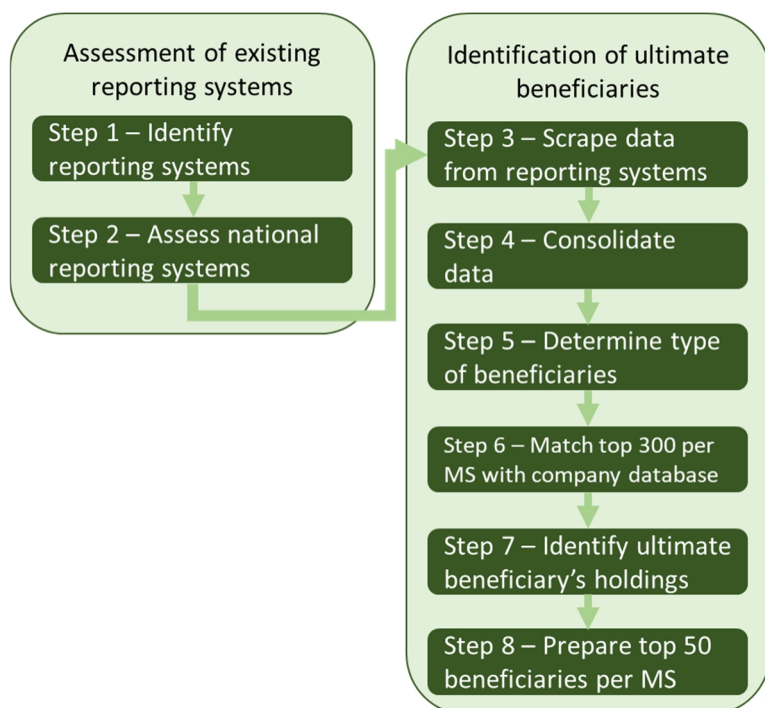 Assessment of existing
reporting systems
Step 1 – Identify
reporting systems
Step 2 – Assess national
reporting systems
Identification of ultimate
beneficiaries
Step 3 – Scrape data
from reporting systems
Step 4 – Consolidate
data
Step 5 – Determine type
of beneficiaries
Step 6 – Match top 300 per
MS with company database
Step 7 – Identify ultimate
beneficiary’s holdings
Step 8 – Prepare top 50
beneficiaries per MS